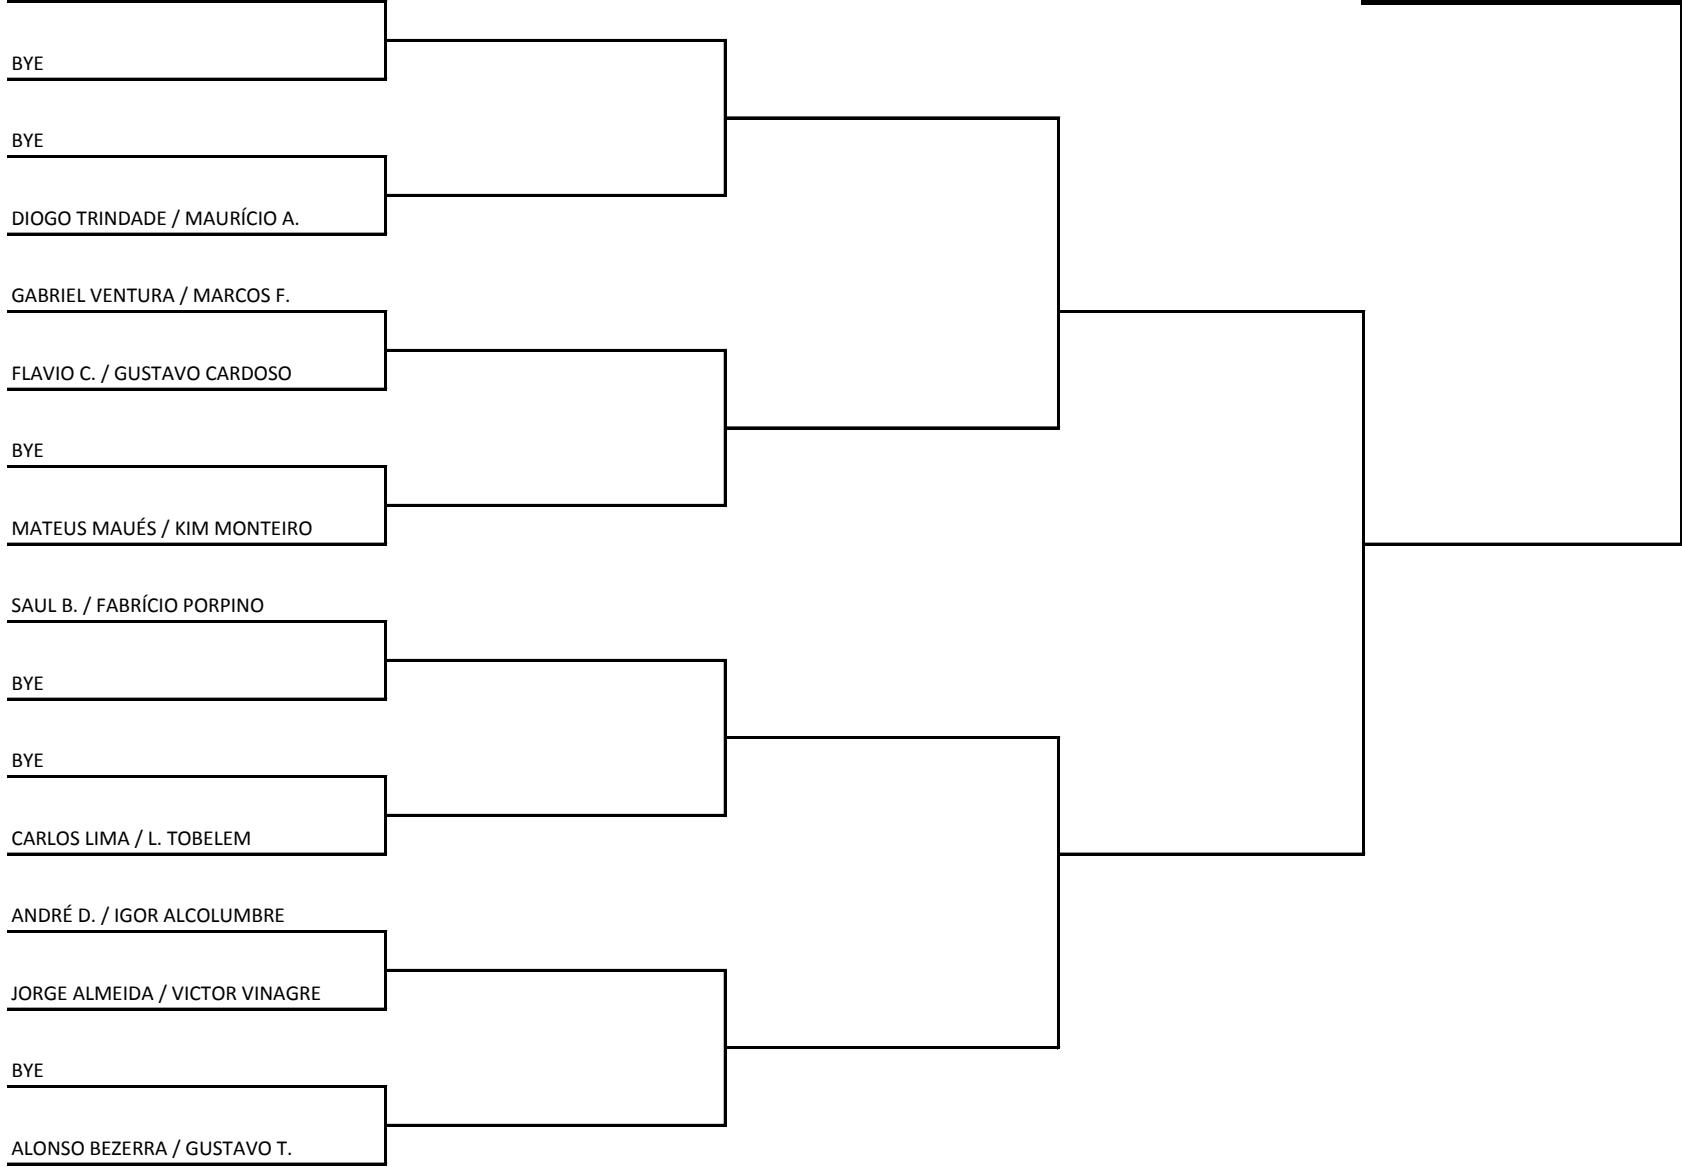 BYE
BYE
DIOGO TRINDADE / MAURÍCIO A.
GABRIEL VENTURA / MARCOS F.
FLAVIO C. / GUSTAVO CARDOSO
BYE
MATEUS MAUÉS / KIM MONTEIRO
SAUL B. / FABRÍCIO PORPINO
BYE
BYE
CARLOS LIMA / L. TOBELEM
ANDRÉ D. / IGOR ALCOLUMBRE
JORGE ALMEIDA / VICTOR VINAGRE
BYE
ALONSO BEZERRA / GUSTAVO T.